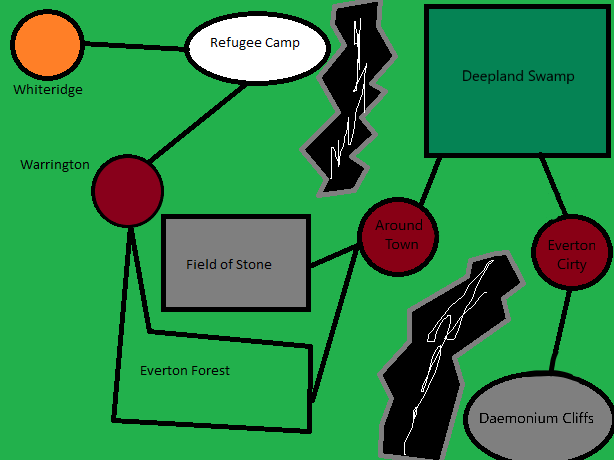 Refugee Camp
Deepland Swamp
Whiteridge
Warrington
Around
Town
Everton
Cirty
Field of Stone
Everton Forest
Daemonium Cliffs